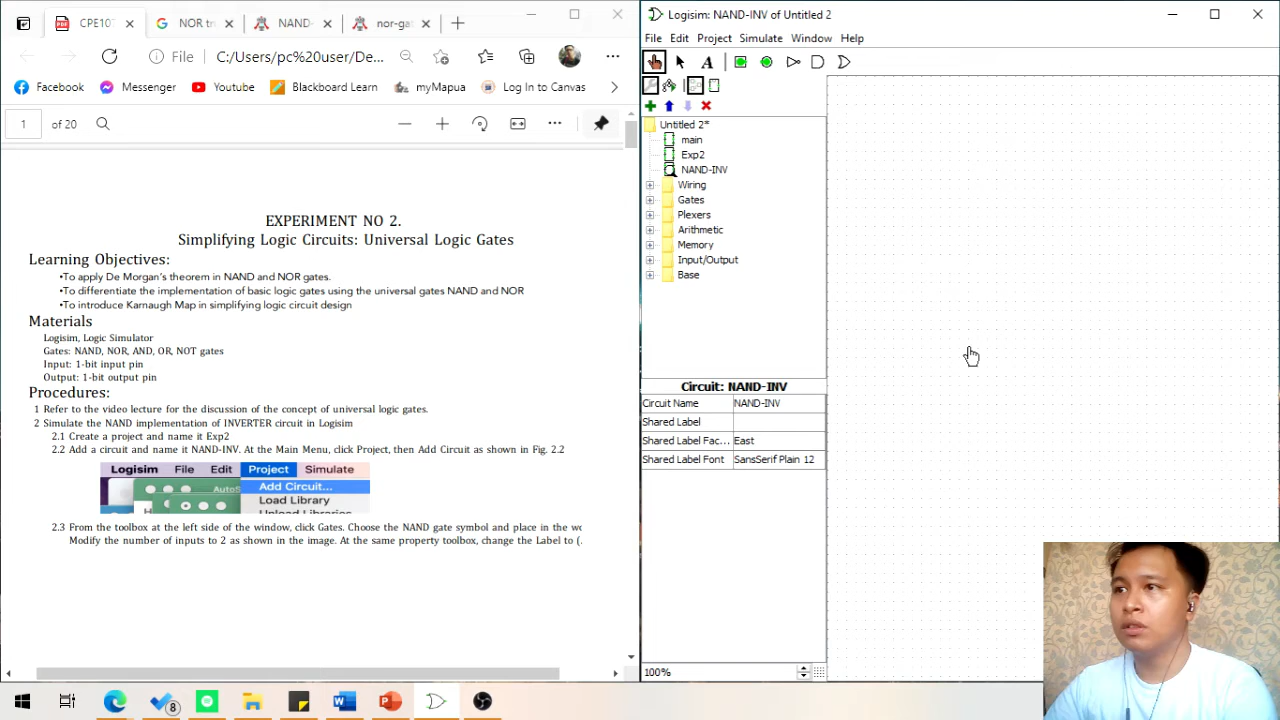 CPE107
NOR tr
NAND-
nor-ga
File
C:/Users/pc%20user/De...
Facebook
Messenger
Youtube
Blackboard Learn
myMapua
Log In to Canvas
1
of 20
EXPERIMENT NO 2.
Simplifying Logic Circuits: Universal Logic Gates
Learning Objectives:
•To apply De Morgan's theorem in NAND and NOR gates.
•To differentiate the implementation of basic logic gates using the universal gates NAND and NOR
•To introduce Karnaugh Map in simplifying logic circuit design
Materials
Logisim, Logic Simulator
Gates: NAND, NOR, AND, OR, NOT gates
Input: 1-bit input pin
Output: 1-bit output pin
Procedures:
1 Refer to the video lecture for the discussion of the concept of universal logic gates.
2 Simulate the NAND implementation of INVERTER circuit in Logisim
2.1 Create a project and name it Exp2
2.2 Add a circuit and name it NAND-INV. At the Main Menu, click Project, then Add Circuit as shown in Fig. 2.2
Logisim File Edit Project Simulate
Add Circuit...
Load Library
Unload Libraries
2.3 From the toolbox at the left side of the window, click Gates. Choose the NAND gate symbol and place in the wo
Modify the number of inputs to 2 as shown in the image. At the same property toolbox, change the Label to (.
Logisim: NAND-INV of Untitled 2
File Edit Project Simulate Window Help
A
Untitled 2*
main
Exp2
NAND-INV
Wiring
Gates
Plexers
Arithmetic
Memory
Input/Output
Base
Circuit: NAND-INV
Circuit Name NAND-INV
Shared Label
Shared Label Fac... East
Shared Label Font SansSerif Plain 12
100%
8